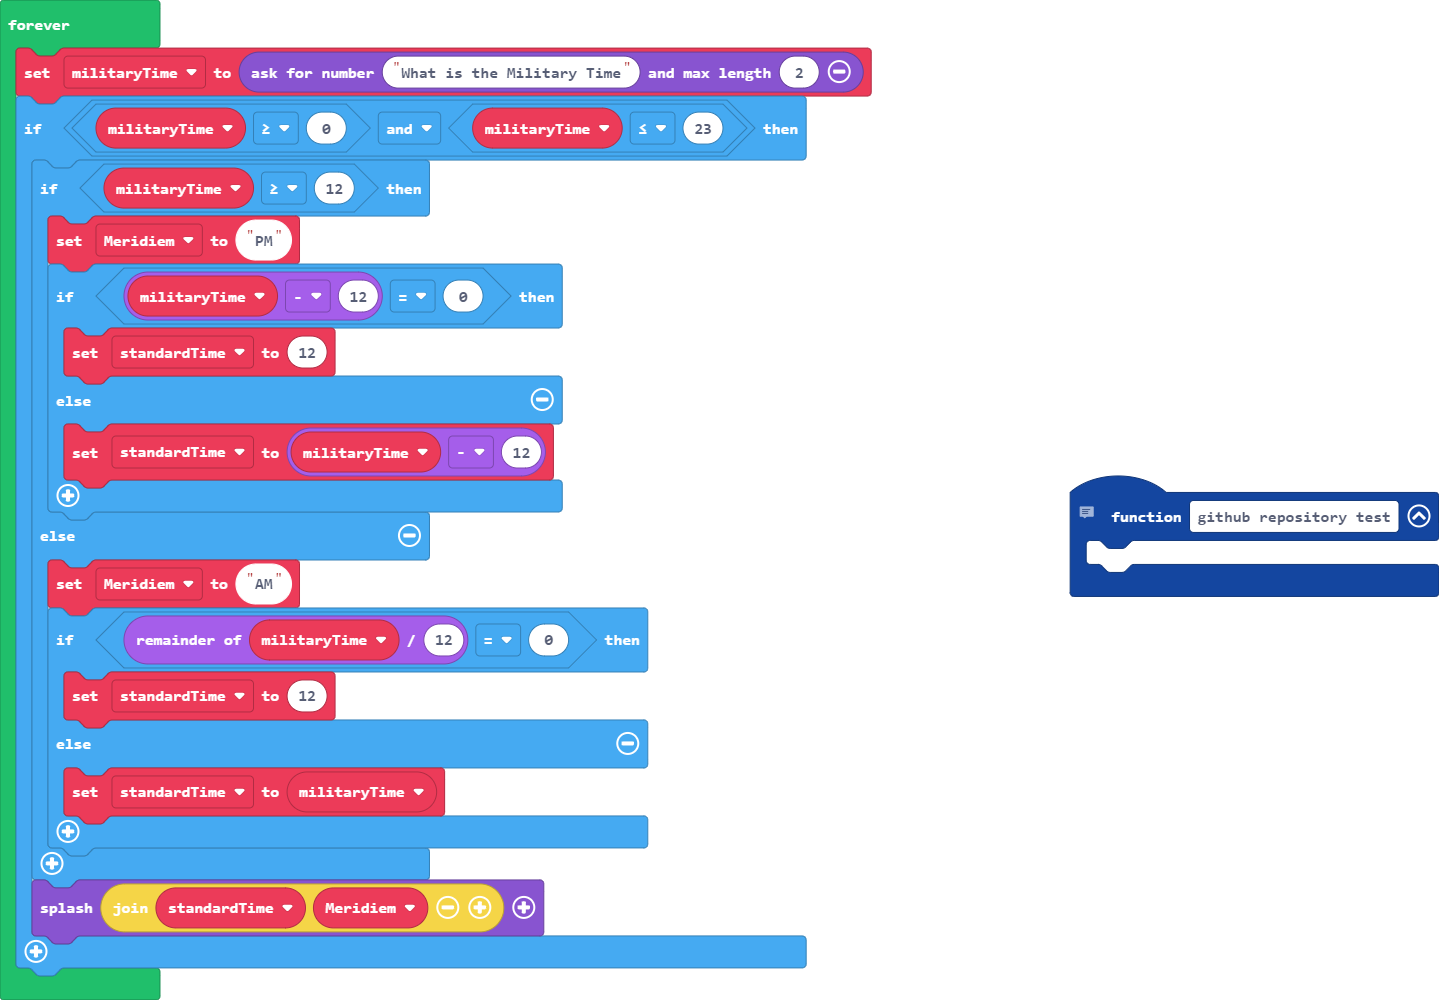 forever
set militaryTime to ask for number "What is the Military Time" and max length 2
if militaryTime ≥ 0 and militaryTime ≤ 23 then
if militaryTime ≥ 12 then
set Meridiem to "PM"
if militaryTime - 12 = 0 then
set standardTime to 12
else
set standardTime to militaryTime - 12
else
set Meridiem to "AM"
if remainder of militaryTime / 12 = 0 then
set standardTime to 12
else
set standardTime to militaryTime
splash join standardTime Meridiem
function github repository test